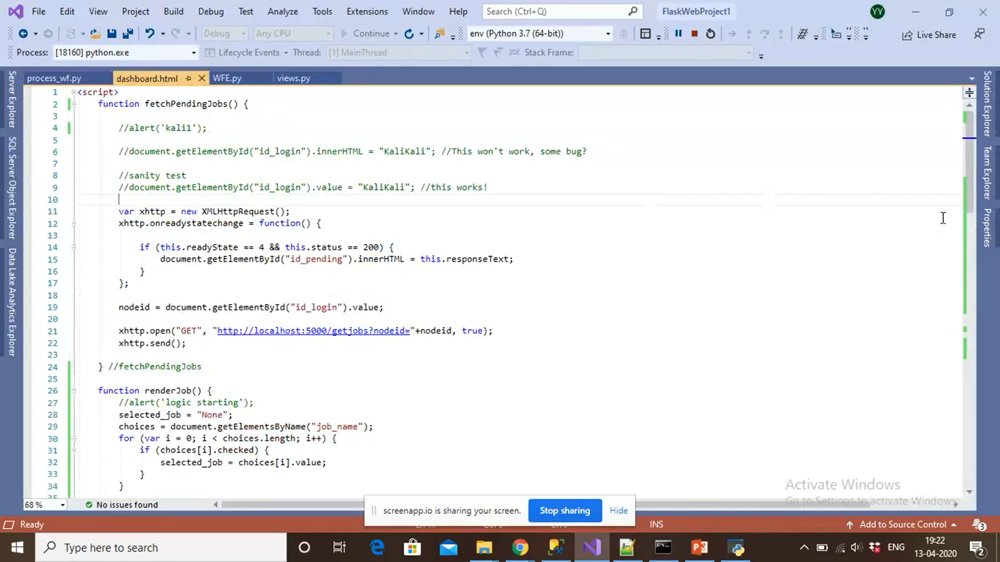 File Edit View Project Build Debug Test Analyze Tools Extensions Window Help Search (Ctrl+Q) FlaskWebProject1 YY
Debug Any CPU Continue env (Python 3.7 (64-bit)) Live Share
Process: [18160] python.exe Lifecycle Events Thread: [1] MainThread Stack Frame:
process_wf.py dashboard.html WFE.py views.py
Server Explorer
SQL Server Object Explorer
Data Lake Analytics Explorer
1 <script>
2 function fetchPendingJobs() {
3
4 //alert('kali1');
5
6 //document.getElementById("id_login").innerHTML = "KaliKali"; //This won't work, some bug?
7
8 //sanity test
9 //document.getElementById("id_login").value = "KaliKali"; //this works!
10
11 var xhttp = new XMLHttpRequest();
12 xhttp.onreadystatechange = function() {
13
14 if (this.readyState == 4 && this.status == 200) {
15 document.getElementById("id_pending").innerHTML = this.responseText;
16 }
17 };
18
19 nodeid = document.getElementById("id_login").value;
20
21 xhttp.open("GET", "http://localhost:5000/getjobs?nodeid="+nodeid, true);
22 xhttp.send();
23
24 } //fetchPendingJobs
25
26 function renderJob() {
27 //alert('logic starting');
28 selected_job = "None";
29 choices = document.getElementsByName("job_name");
30 for (var i = 0; i < choices.length; i++) {
31 if (choices[i].checked) {
32 selected_job = choices[i].value;
33 }
34 }
Solution Explorer
Team Explorer
Properties
Activate Windows
Go to Settings to activate Windows.
68 % No issues found
screenapp.io is sharing your screen. Stop sharing Hide
Ready INS Add to Source Control 3
Type here to search ENG 19:22
13-04-2020 2